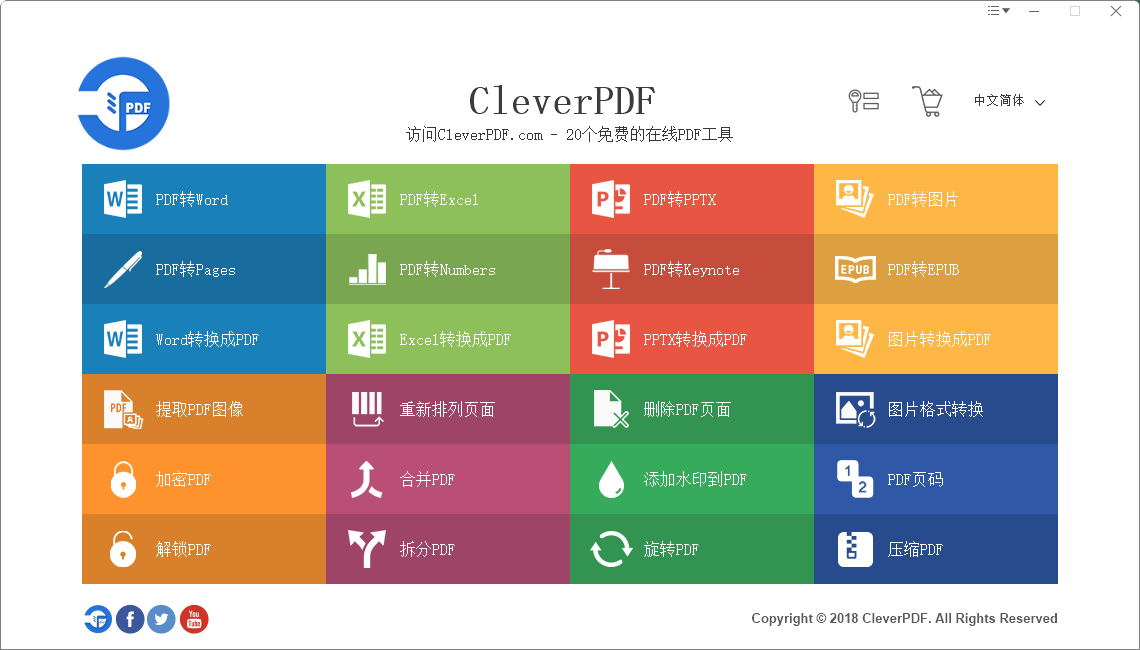 PDF
CleverPDF
中文简体
访问CleverPDF.com - 20个免费的在线PDF工具
W PDF转Word
X PDF转Excel
P PDF转PPTX
PDF转图片
PDF转Pages
PDF转Numbers
PDF转Keynote
EPUB PDF转EPUB
W Word转换成PDF
X Excel转换成PDF
P PPTX转换成PDF
图片转换成PDF
PDF 提取PDF图像
重新排列页面
删除PDF页面
图片格式转换
加密PDF
合并PDF
添加水印到PDF
1 2 PDF页码
解锁PDF
拆分PDF
旋转PDF
压缩PDF
f
You Tube
Copyright © 2018 CleverPDF. All Rights Reserved